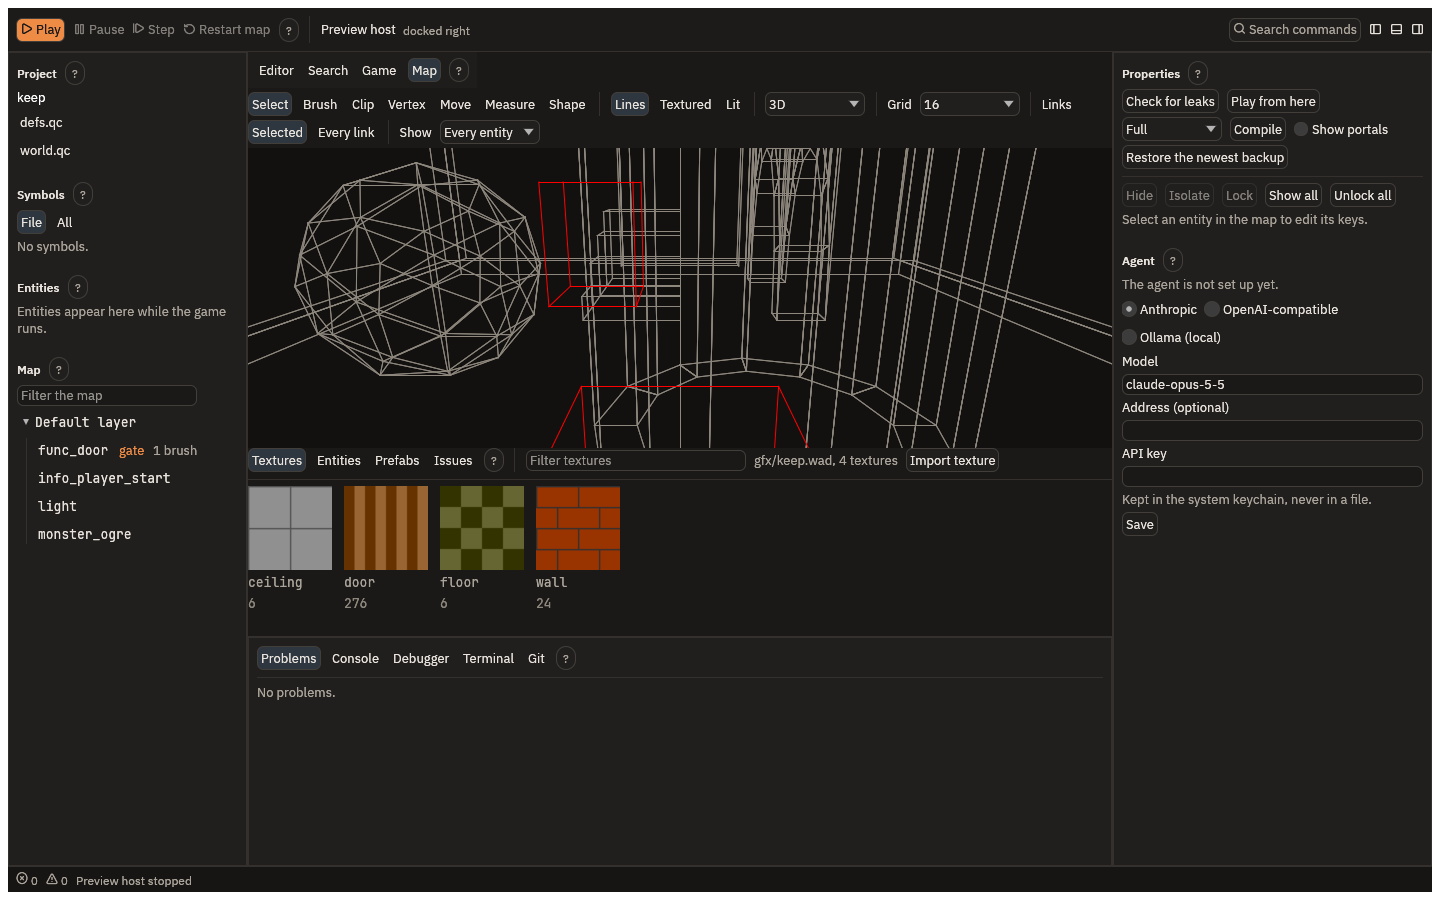 Play Pause Step Restart map ? Preview host docked right Search commands
Project ?
keep
defs.qc
world.qc
Symbols ?
File All
No symbols.
Entities ?
Entities appear here while the game
runs.
Map ?
Filter the map
Default layer
func_door gate 1 brush
info_player_start
light
monster_ogre
Editor Search Game Map ?
Select Brush Clip Vertex Move Measure Shape Lines Textured Lit 3D Grid 16 Links
Selected Every link Show Every entity
Textures Entities Prefabs Issues ? Filter textures gfx/keep.wad, 4 textures Import texture
ceiling door floor wall
6 276 6 24
Problems Console Debugger Terminal Git ?
No problems.
Properties ?
Check for leaks Play from here
Full Compile Show portals
Restore the newest backup
Hide Isolate Lock Show all Unlock all
Select an entity in the map to edit its keys.
Agent ?
The agent is not set up yet.
Anthropic OpenAI-compatible
Ollama (local)
Model
claude-opus-5-5
Address (optional)
API key
Kept in the system keychain, never in a file.
Save
0 0 Preview host stopped